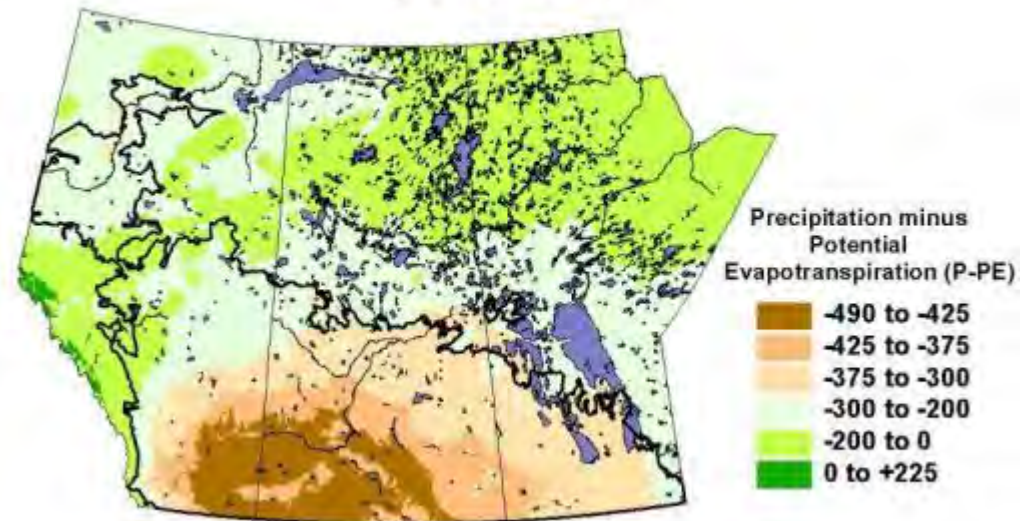 Precipitation minus
Potential
Evapotranspiration (P-PE)
-490 to -425
-425 to -375
-375 to -300
-300 to -200
-200 to 0
0 to +225